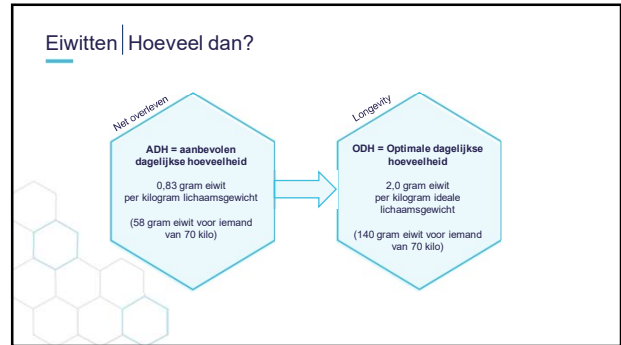 Eiwitten Hoeveel dan?
Net overleven
ADH = aanbevolen
dagelijkse hoeveelheid
0,83 gram eiwit
per kilogram lichaamsgewicht
(58 gram eiwit voor iemand
van 70 kilo)
Longevity
ODH = Optimale dagelijkse
hoeveelheid
2,0 gram eiwit
per kilogram ideale
lichaamsgewicht
(140 gram eiwit voor iemand
van 70 kilo)